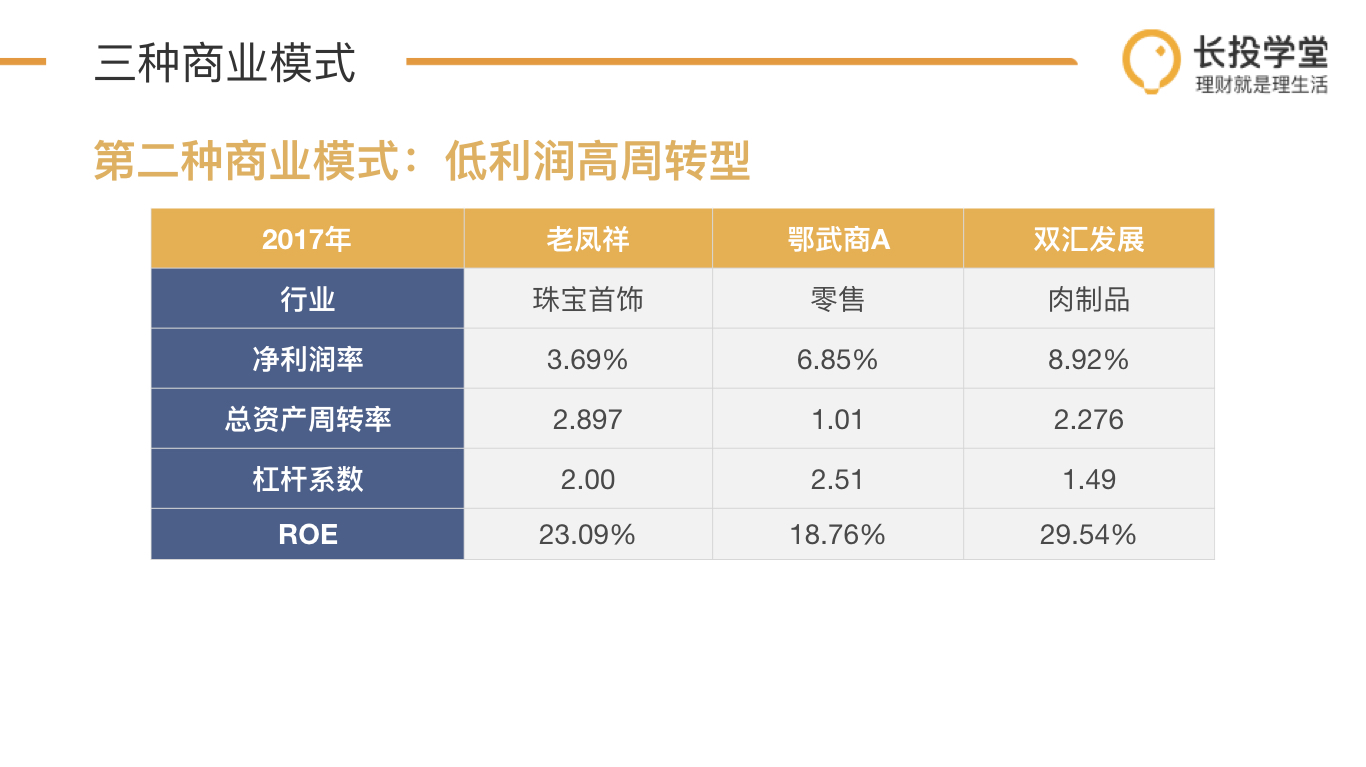 三种商业模式
长投学堂
理财就是理生活
第二种商业模式：低利润高周转型
2017年 老凤祥 鄂武商A 双汇发展
行业 珠宝首饰 零售 肉制品
净利润率 3.69% 6.85% 8.92%
总资产周转率 2.897 1.01 2.276
杠杆系数 2.00 2.51 1.49
ROE 23.09% 18.76% 29.54%